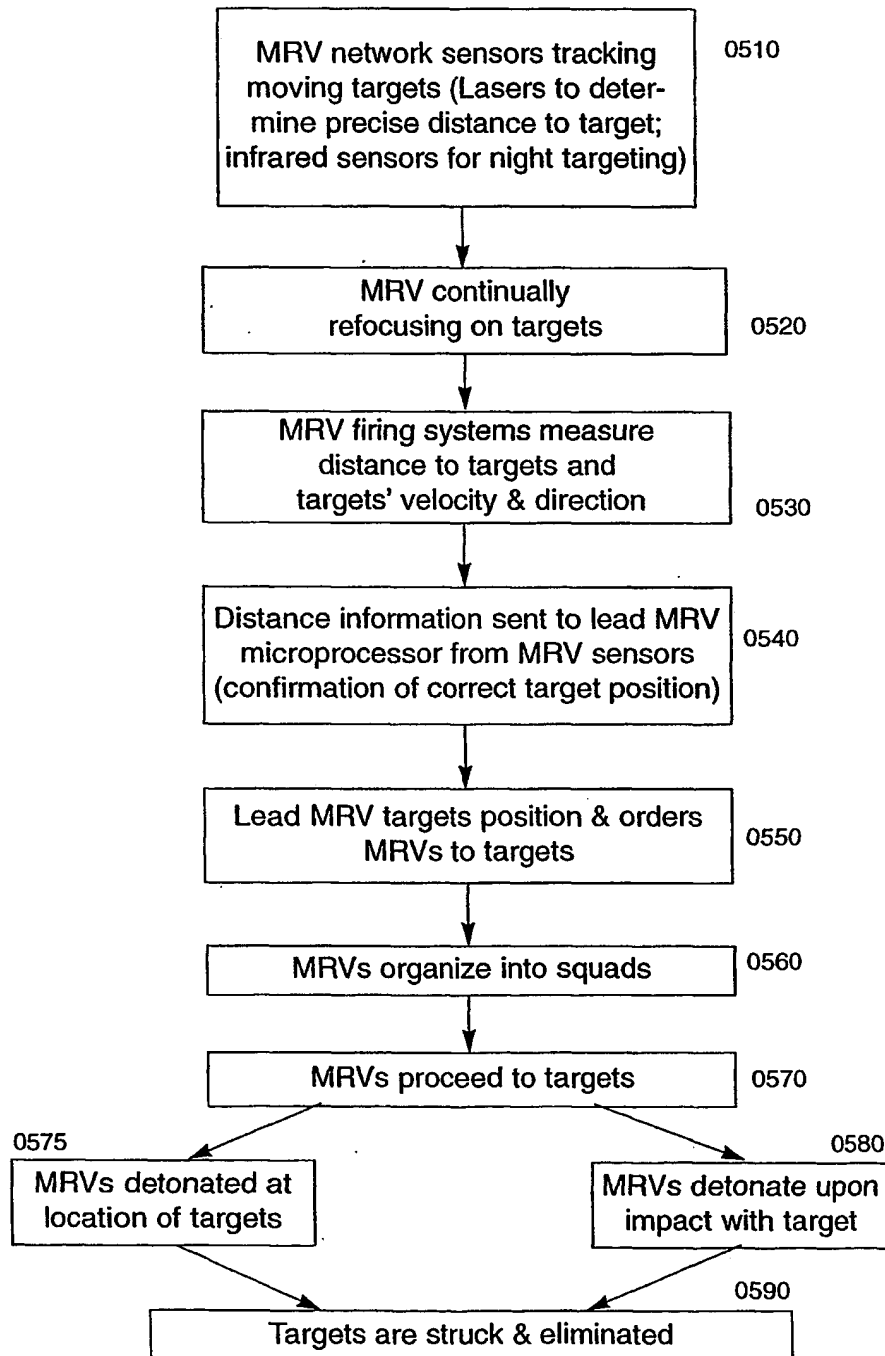 MRV network sensors tracking
moving targets (Lasers to deter-
mine precise distance to target;
infrared sensors for night targeting)
0510
MRV continually
refocusing on targets
0520
MRV firing systems measure
distance to targets and
targets' velocity & direction
0530
Distance information sent to lead MRV
microprocessor from MRV sensors
(confirmation of correct target position)
0540
Lead MRV targets position & orders
MRVs to targets
0550
MRVs organize into squads
0560
MRVs proceed to targets
0570
0575
MRVs detonated at
location of targets
0580
MRVs detonate upon
impact with target
0590
Targets are struck & eliminated